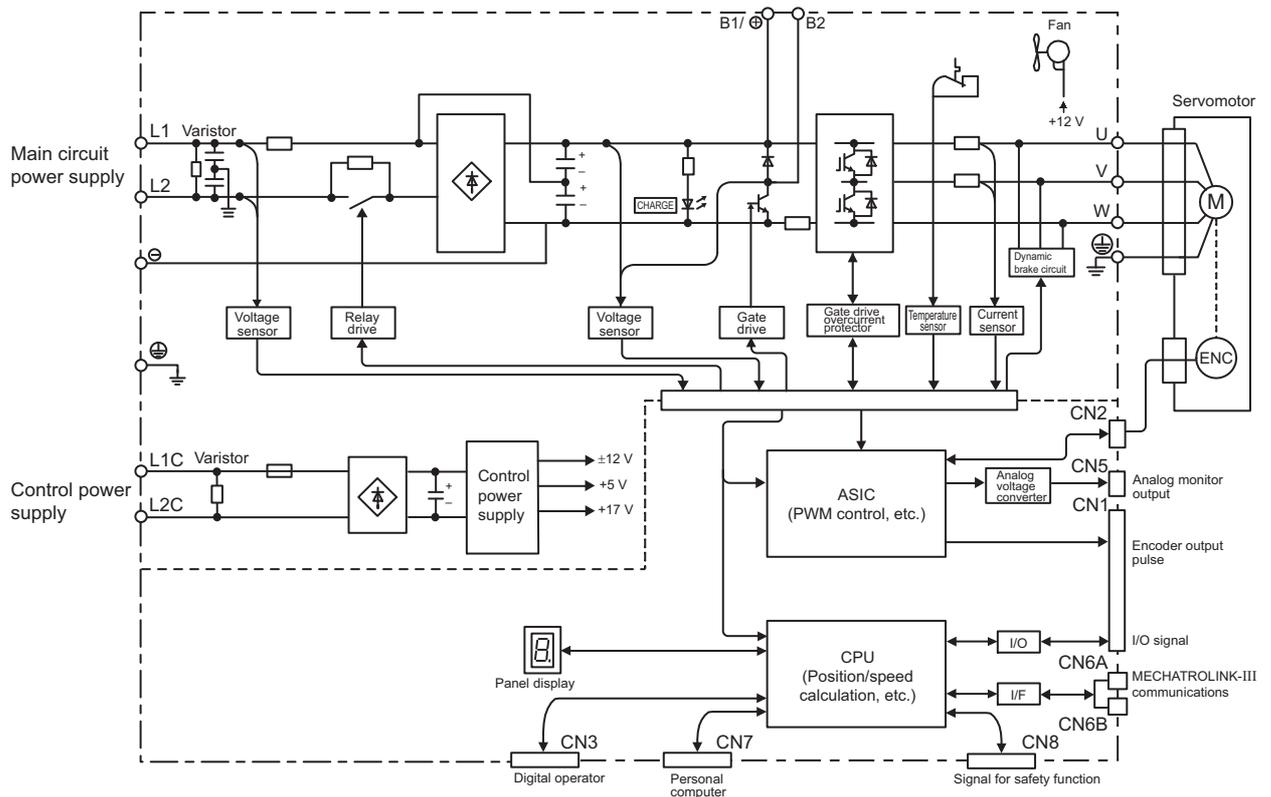 B1/ ⊕
B2
Fan
+12 V
Servomotor
Main circuit
power supply
L1
Varistor
L2
+
–
+
–
CHARGE
U
V
W
M
⊖
Dynamic
brake circuit
Voltage
sensor
Relay
drive
Voltage
sensor
Gate
drive
Gate drive
overcurrent
protector
Temperature
sensor
Current
sensor
ENC
CN2
Control power
supply
L1C
Varistor
L2C
+
–
Control
power
supply
±12 V
+5 V
+17 V
ASIC
(PWM control, etc.)
Analog
voltage
converter
CN5
Analog monitor
output
CN1
Encoder output
pulse
8.
Panel display
CPU
(Position/speed
calculation, etc.)
I/O
I/O signal
CN6A
I/F
MECHATROLINK-III
communications
CN6B
CN3
Digital operator
CN7
Personal
computer
CN8
Signal for safety function